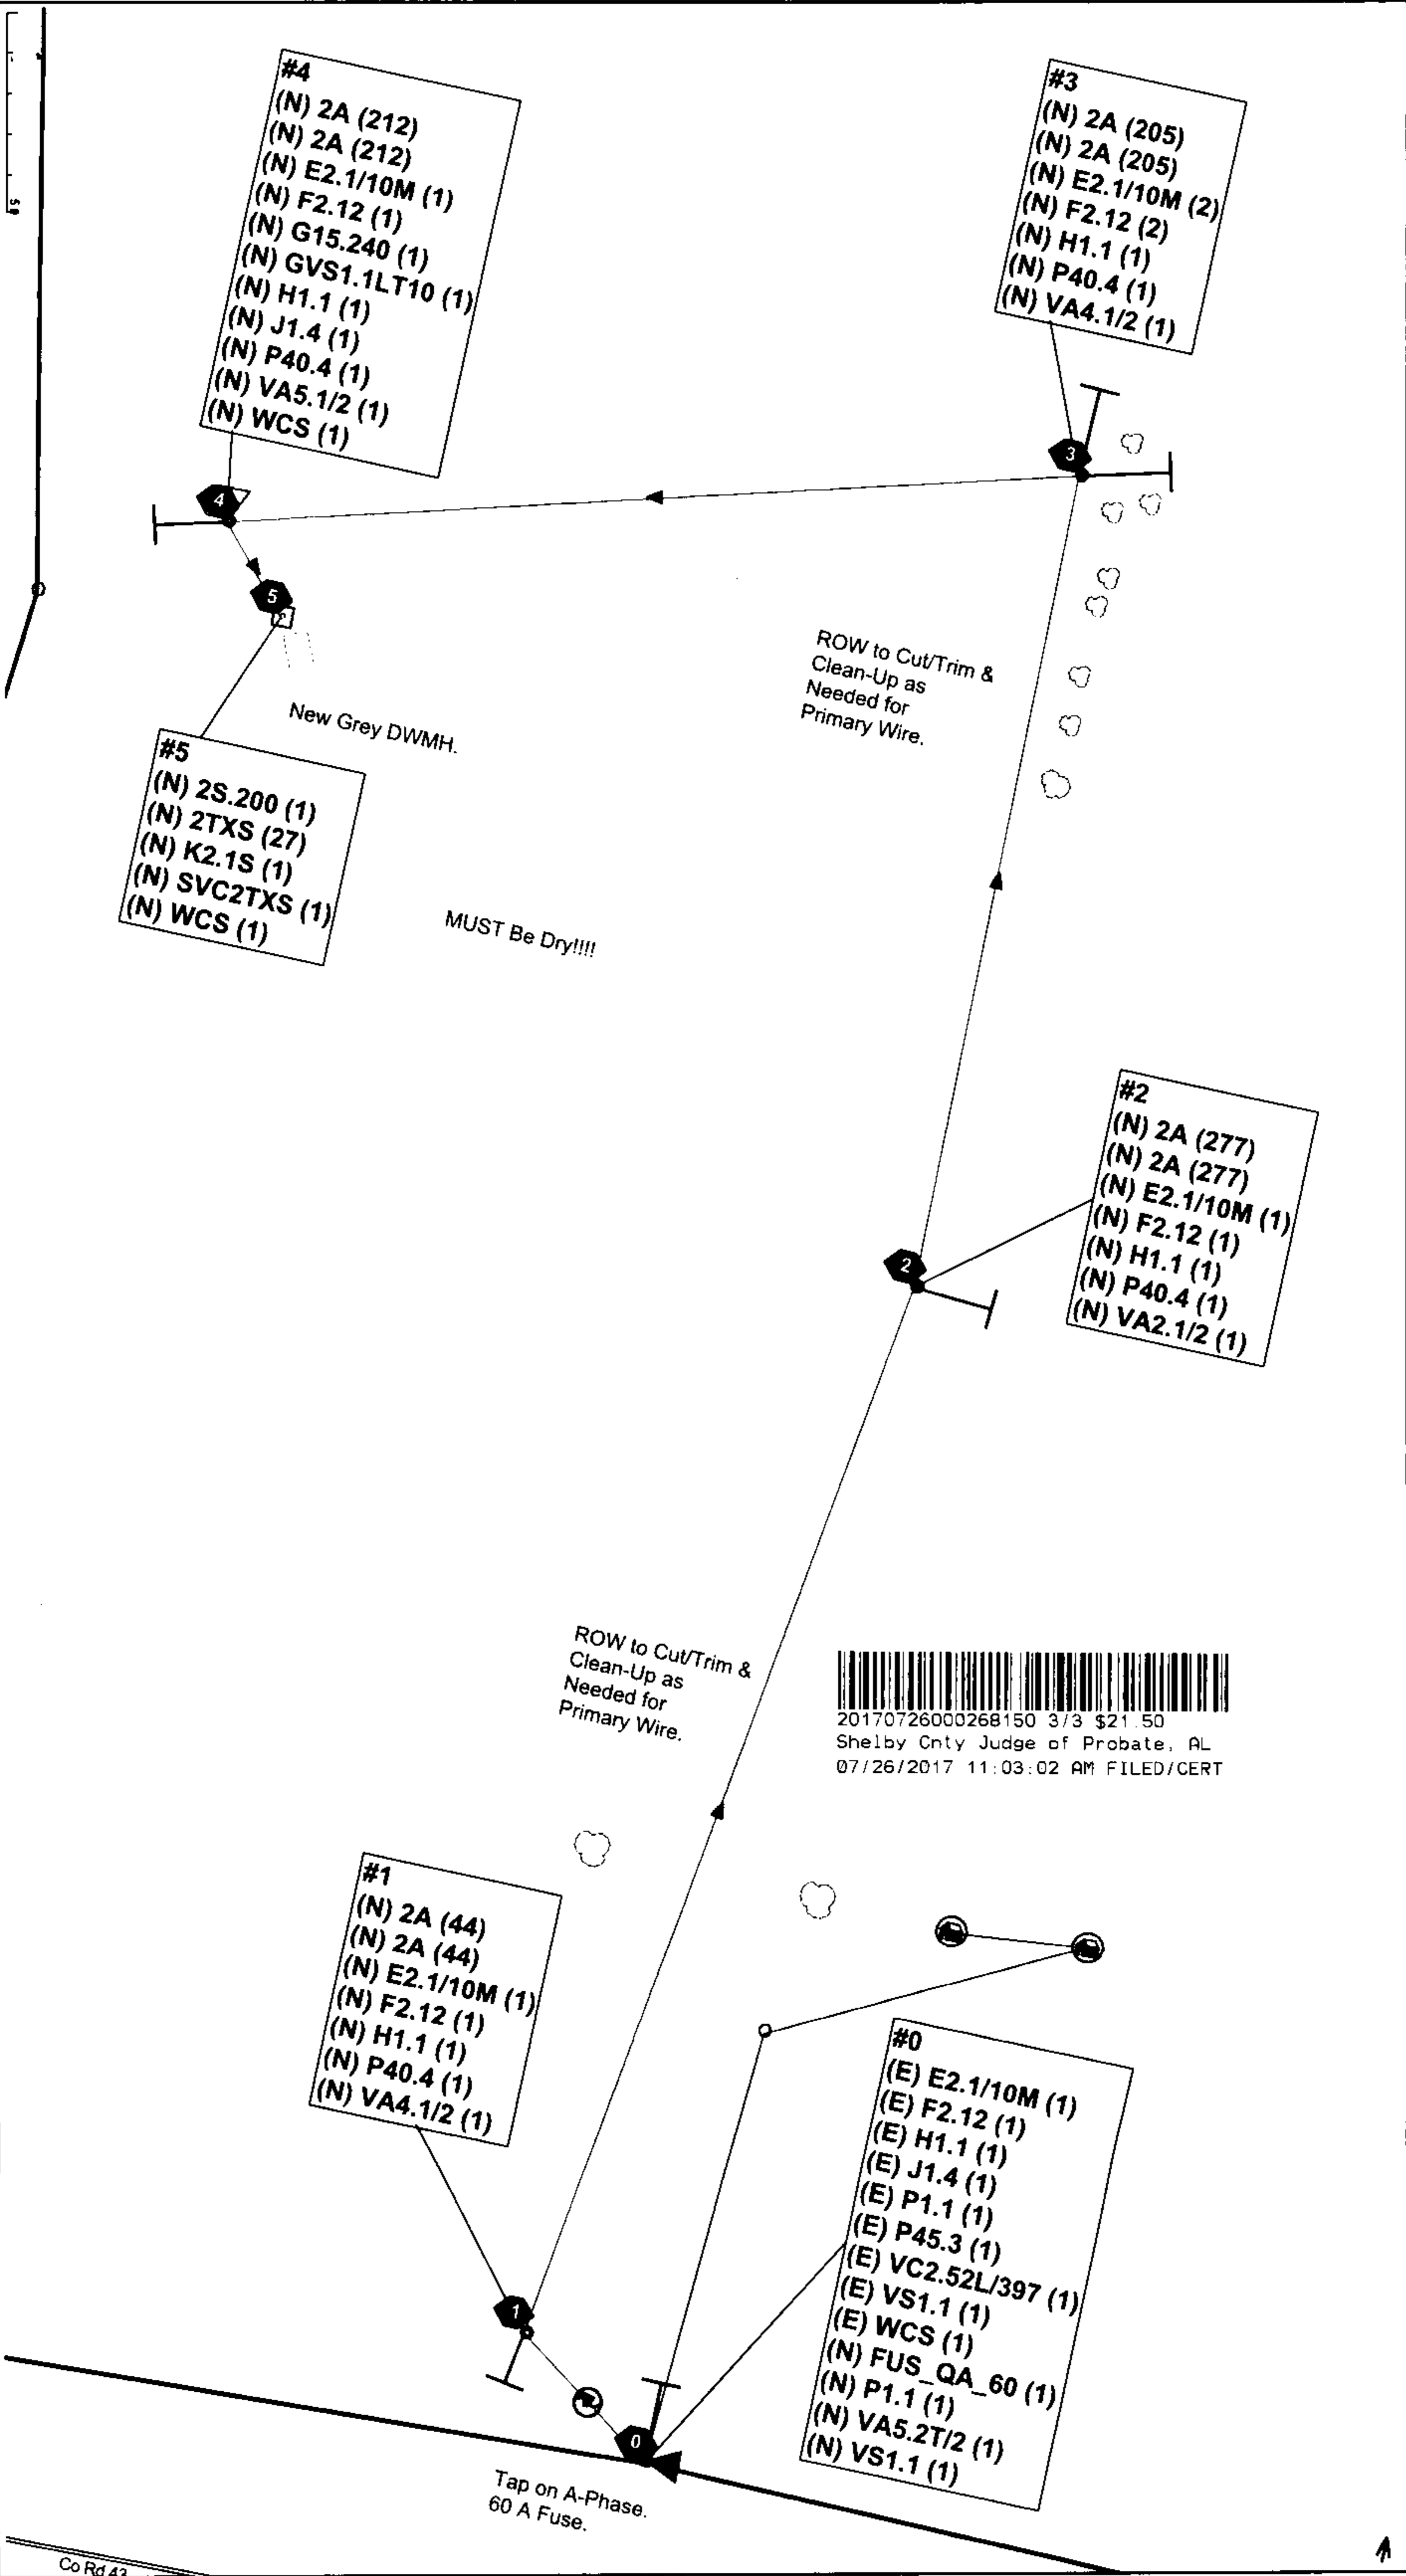 #4
(N) 2A (212)
(N) 2A (212)
(N) E2.1/10M (1)
(N) F2.12 (1)
(N) G15.240 (1)
(N) GVS1.1LT10 (1)
(N) H1.1 (1)
(N) J1.4 (1)
(N) P40.4 (1)
(N) VA5.1/2 (1)
(N) WCS (1)
#3
(N) 2A (205)
(N) 2A (205)
(N) E2.1/10M (2)
(N) F2.12 (2)
(N) H1.1 (1)
(N) P40.4 (1)
(N) VA4.1/2 (1)
3
4
5
ROW to Cut/Trim &
Clean-Up as
Needed for
Primary Wire.
New Grey DWMH.
#5
(N) 2S.200 (1)
(N) 2TXS (27)
(N) K2.1S (1)
(N) SVC2TXS (1)
(N) WCS (1)
MUST Be Dry!!!!
#2
(N) 2A (277)
(N) 2A (277)
(N) E2.1/10M (1)
(N) F2.12 (1)
(N) H1.1 (1)
(N) P40.4 (1)
(N) VA2.1/2 (1)
2
ROW to Cut/Trim &
Clean-Up as
Needed for
Primary Wire.
20170726000268150 3/3 $21.50
Shelby Cnty Judge of Probate, AL
07/26/2017 11:03:02 AM FILED/CERT
#1
(N) 2A (44)
(N) 2A (44)
(N) E2.1/10M (1)
(N) F2.12 (1)
(N) H1.1 (1)
(N) P40.4 (1)
(N) VA4.1/2 (1)
#0
(E) E2.1/10M (1)
(E) F2.12 (1)
(E) H1.1 (1)
(E) J1.4 (1)
(E) P1.1 (1)
(E) P45.3 (1)
(E) VC2.52L/397 (1)
(E) VS1.1 (1)
(E) WCS (1)
(N) FUS_QA_60 (1)
(N) P1.1 (1)
(N) VA5.2T/2 (1)
(N) VS1.1 (1)
1
0
Tap on A-Phase.
60 A Fuse.
Co Rd 43